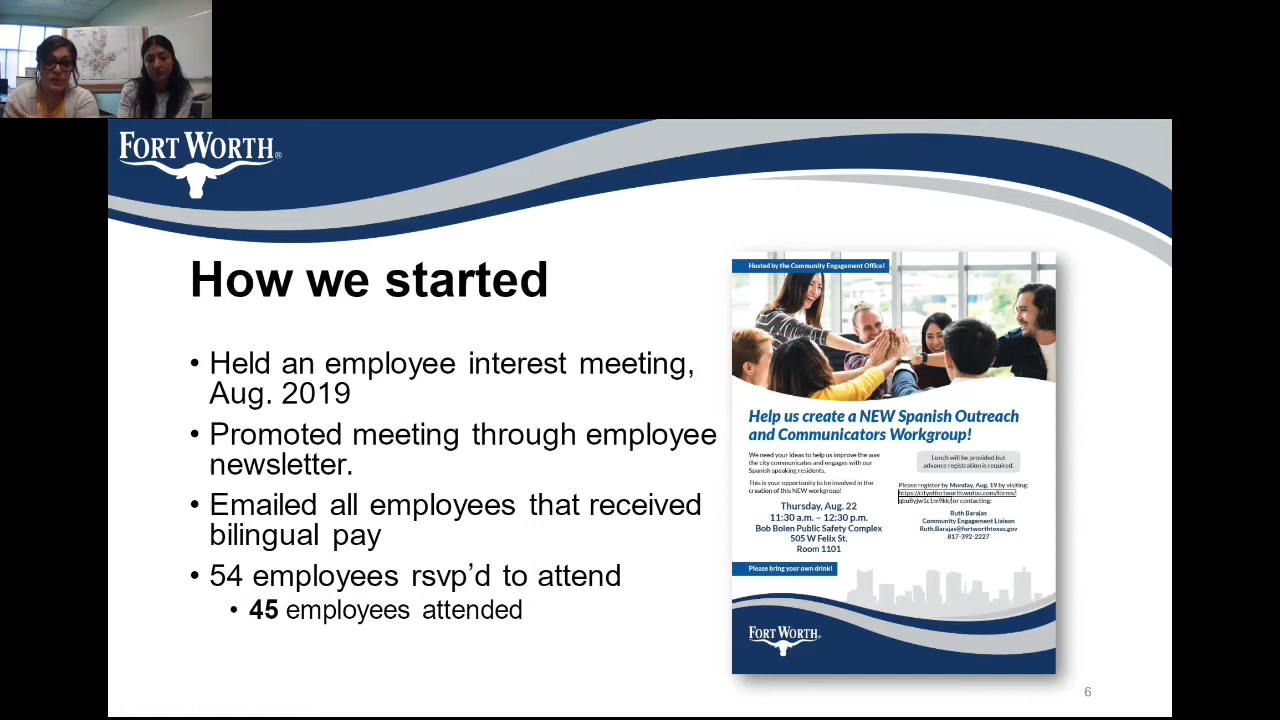 FORT WORTH®
How we started
• Held an employee interest meeting,
Aug. 2019
• Promoted meeting through employee
newsletter.
• Emailed all employees that received
bilingual pay
• 54 employees rsvp’d to attend
• 45 employees attended
Hosted by the Community Engagement Office!
Help us create a NEW Spanish Outreach
and Communicators Workgroup!
We need your ideas to help us improve the way
the city communicates and engages with our
Spanish speaking residents.
This is your opportunity to be involved in the
creation of this NEW workgroup!
Thursday, Aug. 22
11:30 a.m. – 12:30 p.m.
Bob Bolen Public Safety Complex
505 W Felix St.
Room 1101
Lunch will be provided but
advance registration is required.
Please register by Monday, Aug. 19 by visiting:
https://cityoffortworth.wufoo.com/forms/
or contacting:
Ruth Barajas
Community Engagement Liaison
Ruth.Barajas@fortworthtexas.gov
817-392-2227
Please bring your own drink!
FORT WORTH®
6